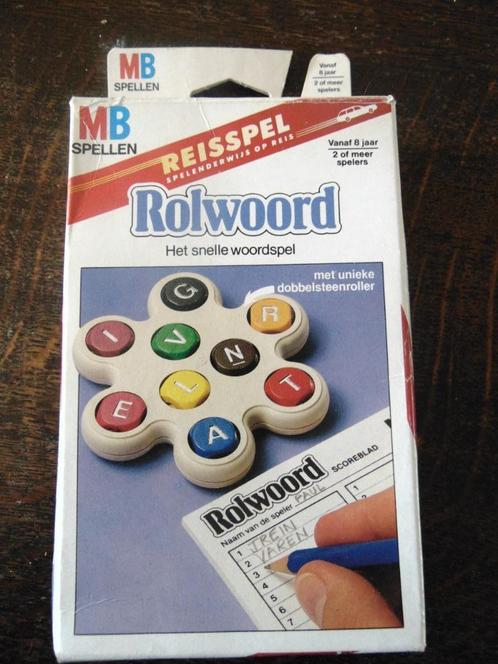 MB
SPELLEN
Vanaf
8 jaar
2 of meer
spelers
MB
SPELLEN
REISSPEL
SPELENDERWIJS OP REIS
Vanaf 8 jaar
2 of meer
spelers
Rolwoord
Het snelle woordspel
met unieke
dobbelsteenroller
G
I V R
N
E L T
A
Rolwoord
SCOREBLAD
Naam van de speler PAUL
1 TREIN
2 VAREN
3
4
5
6
7
1
2